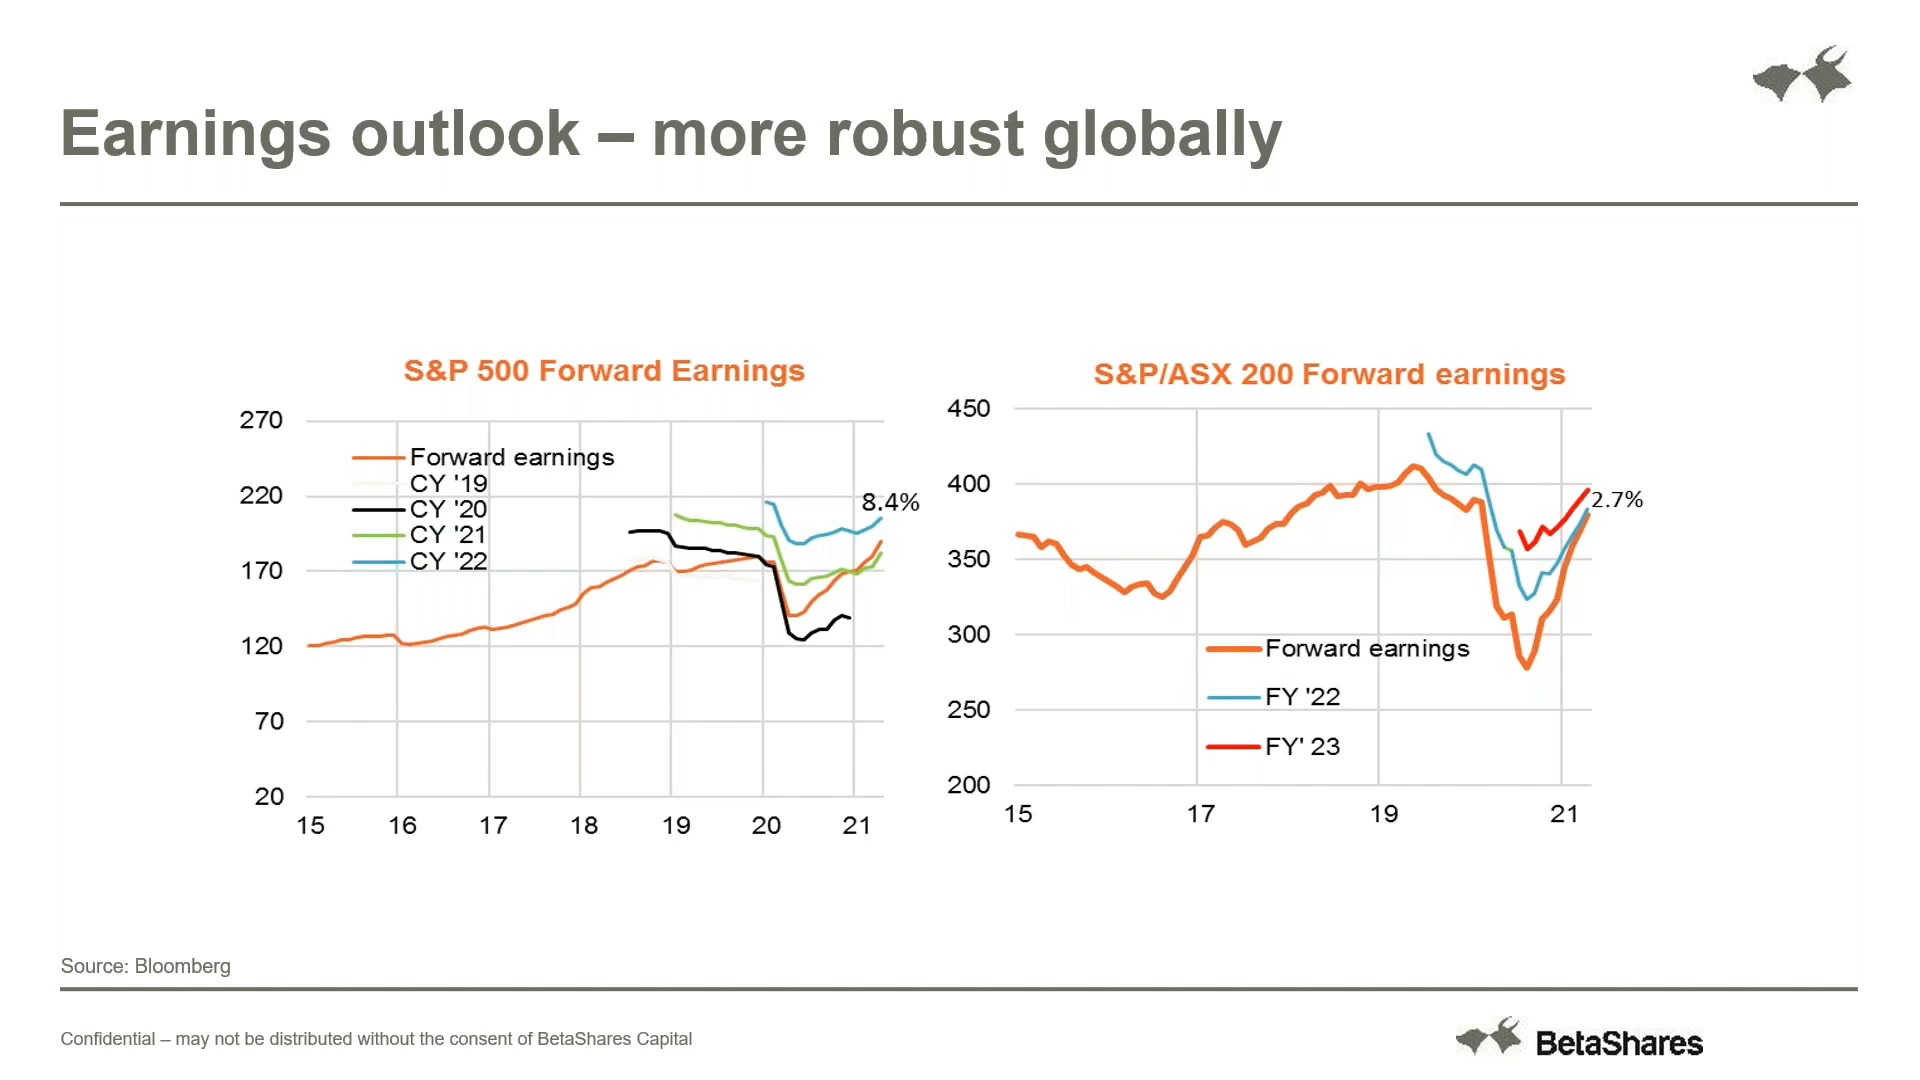 Earnings outlook – more robust globally
S&P 500 Forward Earnings
270
220
170
120
70
20
Forward earnings
CY '19
CY '20
CY '21
CY '22
8.4%
15 16 17 18 19 20 21
S&P/ASX 200 Forward earnings
450
400
350
300
250
200
2.7%
Forward earnings
FY '22
FY' 23
15 17 19 21
Source: Bloomberg
Confidential – may not be distributed without the consent of BetaShares Capital
BetaShares